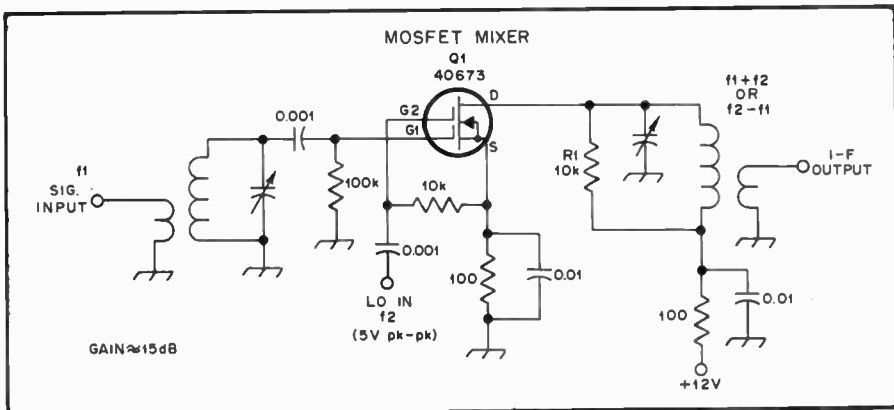 MOSFET MIXER
Q1
40673
f1+f2
OR
f2-f1
D
G2
G1
S
0.001
f1
SIG.
INPUT
100k
10k
R1
10k
I-F
OUTPUT
0.001
LO IN
f2
(5V pk-pk)
100
0.01
100
0.01
GAIN≈15dB
+12V